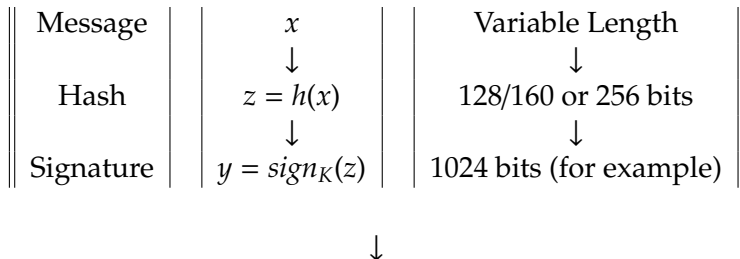 Message x Variable Length
↓ ↓
Hash z = h(x) 128/160 or 256 bits
↓ ↓
Signature y = sign_K(z) 1024 bits (for example)
↓